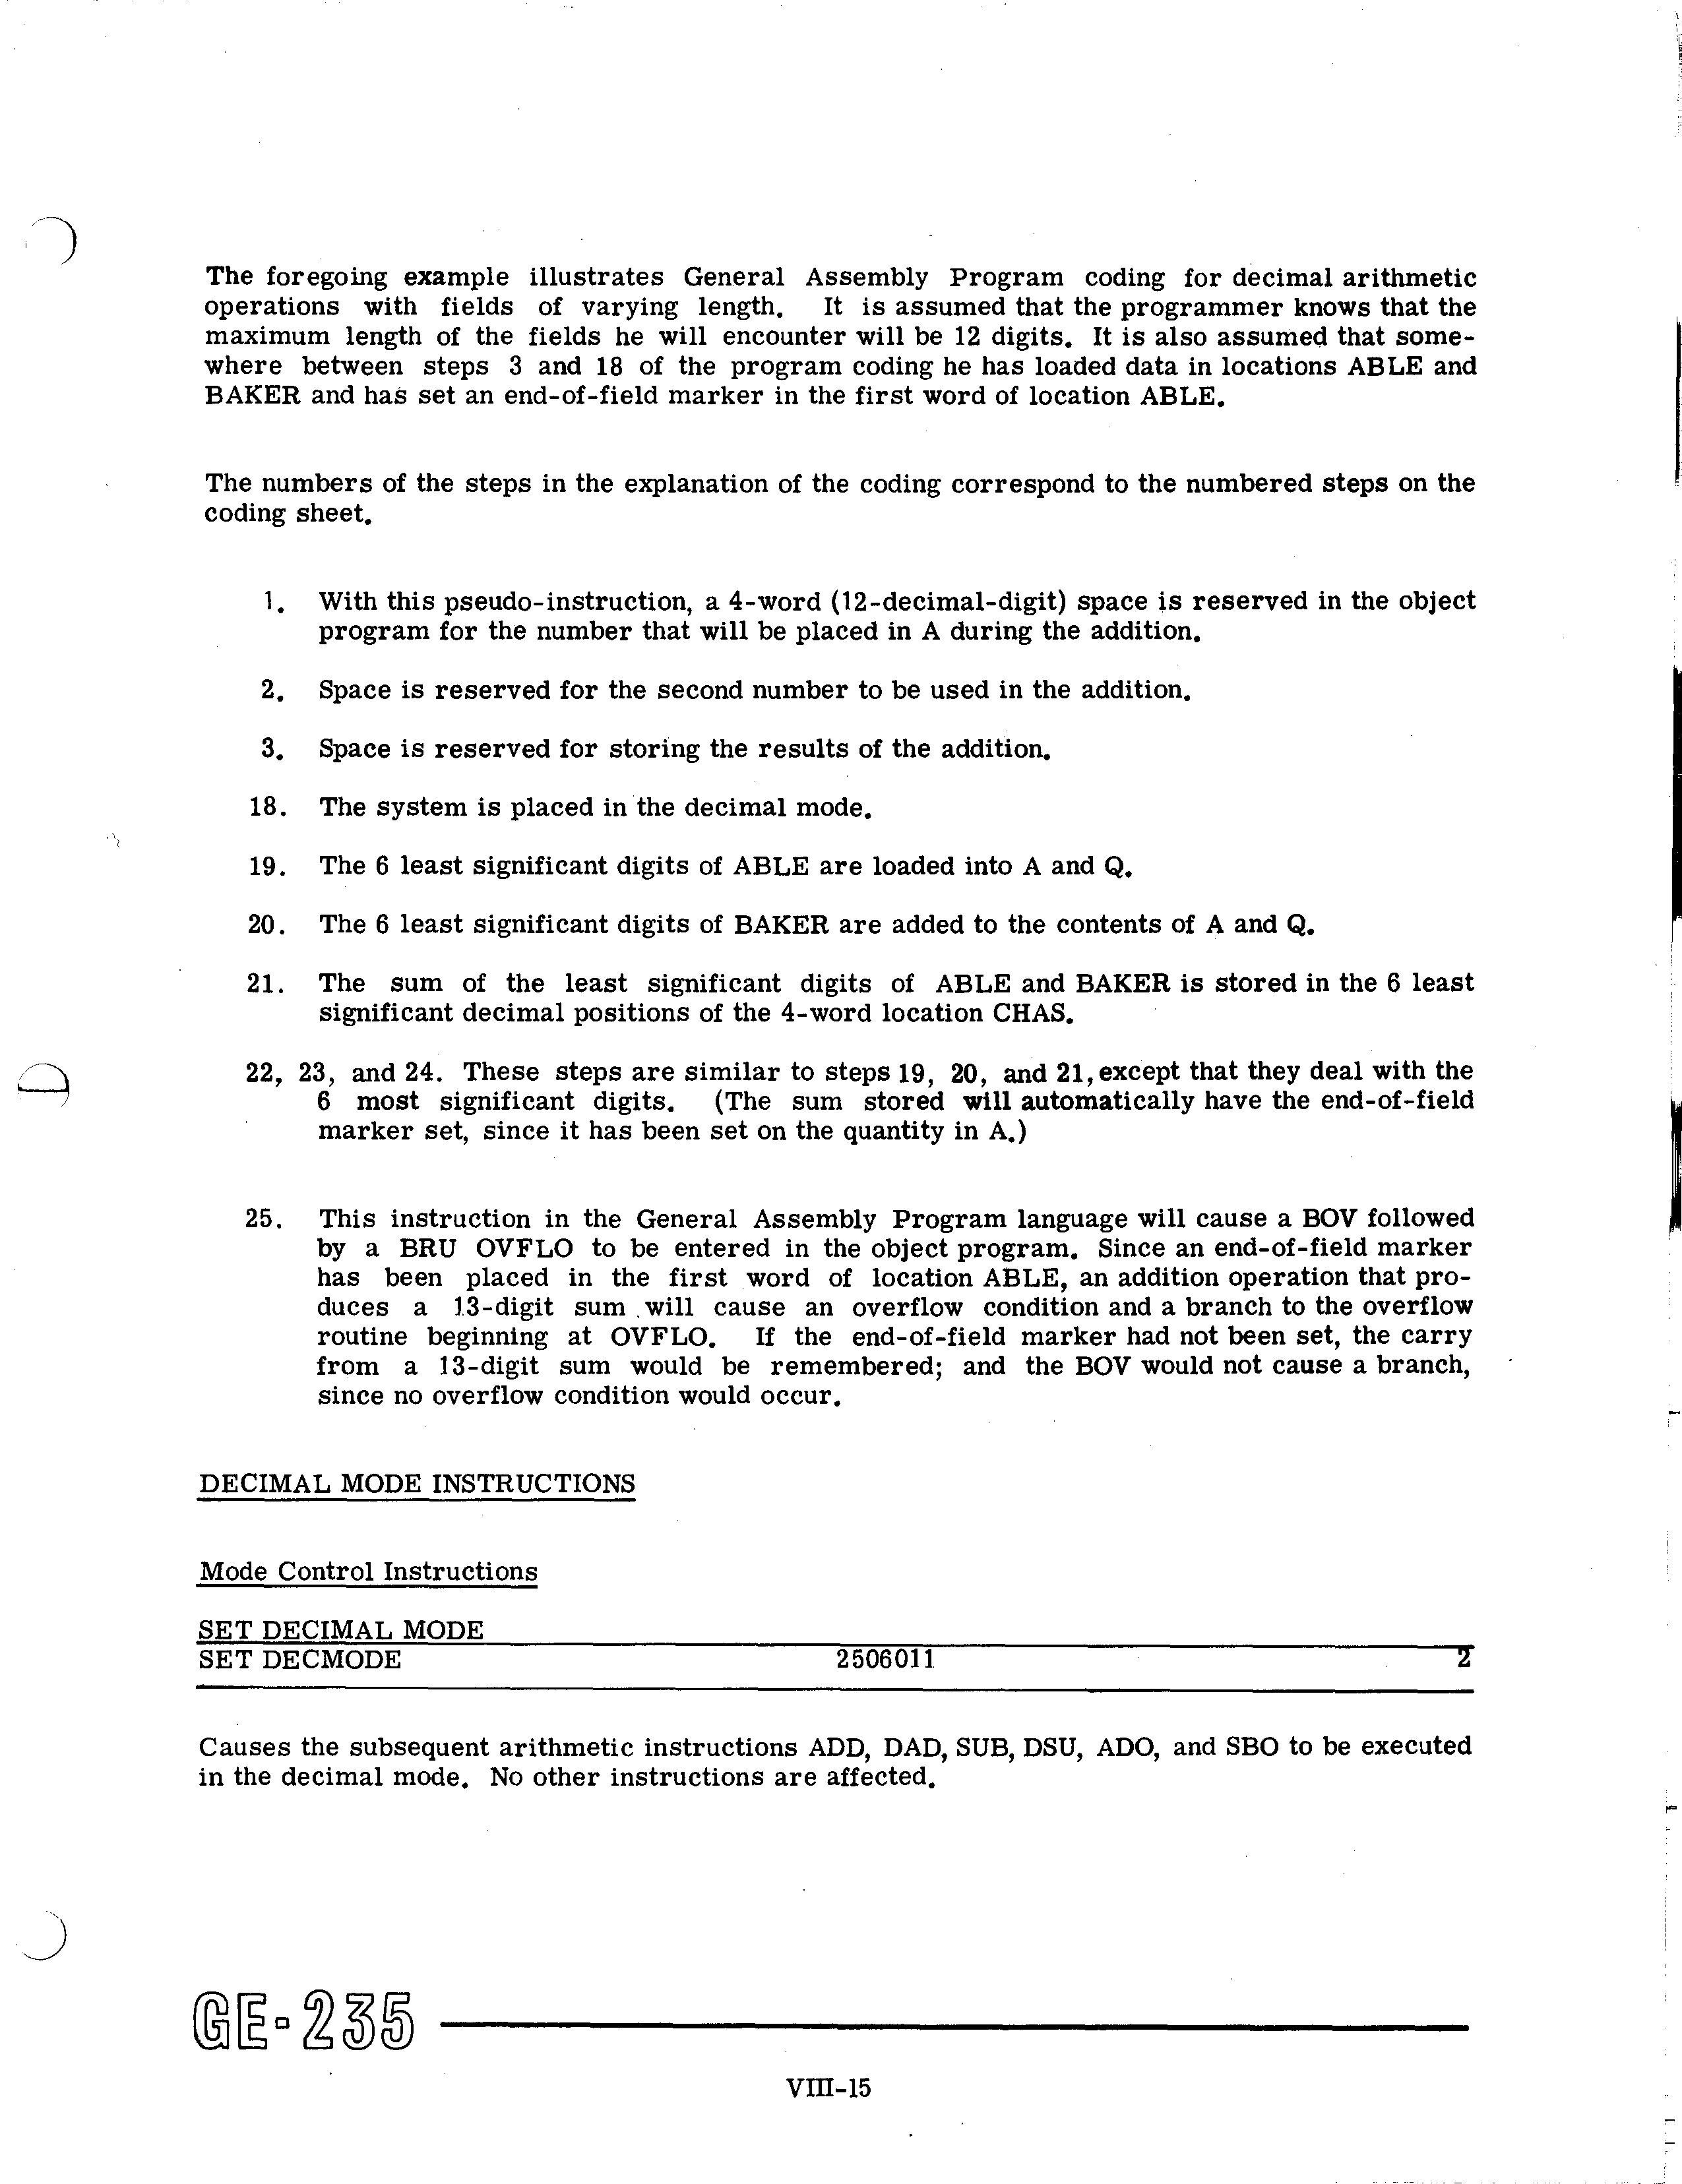 The foregoing example illustrates General Assembly Program coding for decimal arithmetic
operations with fields of varying length. It is assumed that the programmer knows that the
maximum length of the fields he will encounter will be 12 digits. It is also assumed that some-
where between steps 3 and 18 of the program coding he has loaded data in locations ABLE and
BAKER and has set an end-of-field marker in the first word of location ABLE.
The numbers of the steps in the explanation of the coding correspond to the numbered steps on the
coding sheet.
1. With this pseudo-instruction, a 4-word (12-decimal-digit) space is reserved in the object
program for the number that will be placed in A during the addition.
2. Space is reserved for the second number to be used in the addition.
3. Space is reserved for storing the results of the addition.
18. The system is placed in the decimal mode.
19. The 6 least significant digits of ABLE are loaded into A and Q.
20. The 6 least significant digits of BAKER are added to the contents of A and Q.
21. The sum of the least significant digits of ABLE and BAKER is stored in the 6 least
significant decimal positions of the 4-word location CHAS.
22, 23, and 24. These steps are similar to steps 19, 20, and 21, except that they deal with the
6 most significant digits. (The sum stored will automatically have the end-of-field
marker set, since it has been set on the quantity in A.)
25. This instruction in the General Assembly Program language will cause a BOV followed
by a BRU OVFLO to be entered in the object program. Since an end-of-field marker
has been placed in the first word of location ABLE, an addition operation that pro-
duces a 13-digit sum will cause an overflow condition and a branch to the overflow
routine beginning at OVFLO. If the end-of-field marker had not been set, the carry
from a 13-digit sum would be remembered; and the BOV would not cause a branch,
since no overflow condition would occur.
DECIMAL MODE INSTRUCTIONS
Mode Control Instructions
SET DECIMAL MODE
SET DECMODE 2506011 2
Causes the subsequent arithmetic instructions ADD, DAD, SUB, DSU, ADO, and SBO to be executed
in the decimal mode. No other instructions are affected.
GE-235
VIII-15